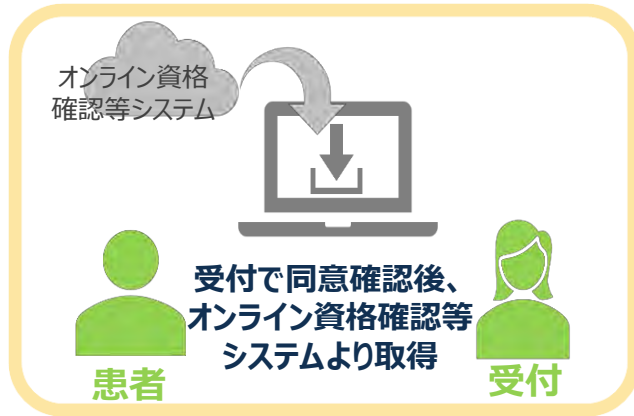 オンライン資格
確認等システム
受付で同意確認後、
オンライン資格確認等
システムより取得
患者
受付